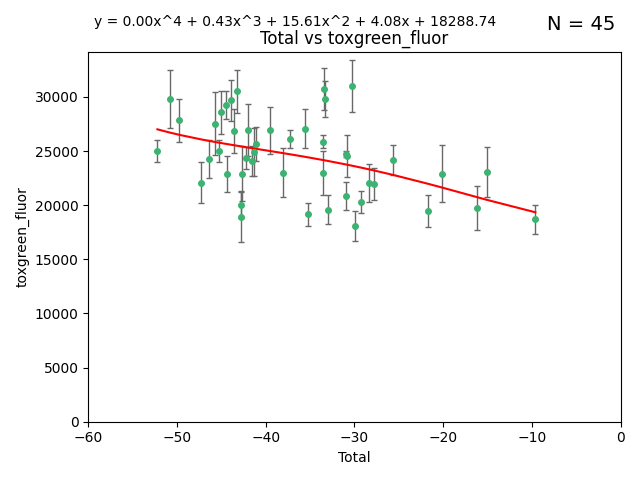 y = 0.00x^4 + 0.43x^3 + 15.61x^2 + 4.08x + 18288.74
N = 45
Total vs toxgreen_fluor
toxgreen_fluor
30000
25000
20000
15000
10000
5000
0
−60 −50 −40 −30 −20 −10 0
Total